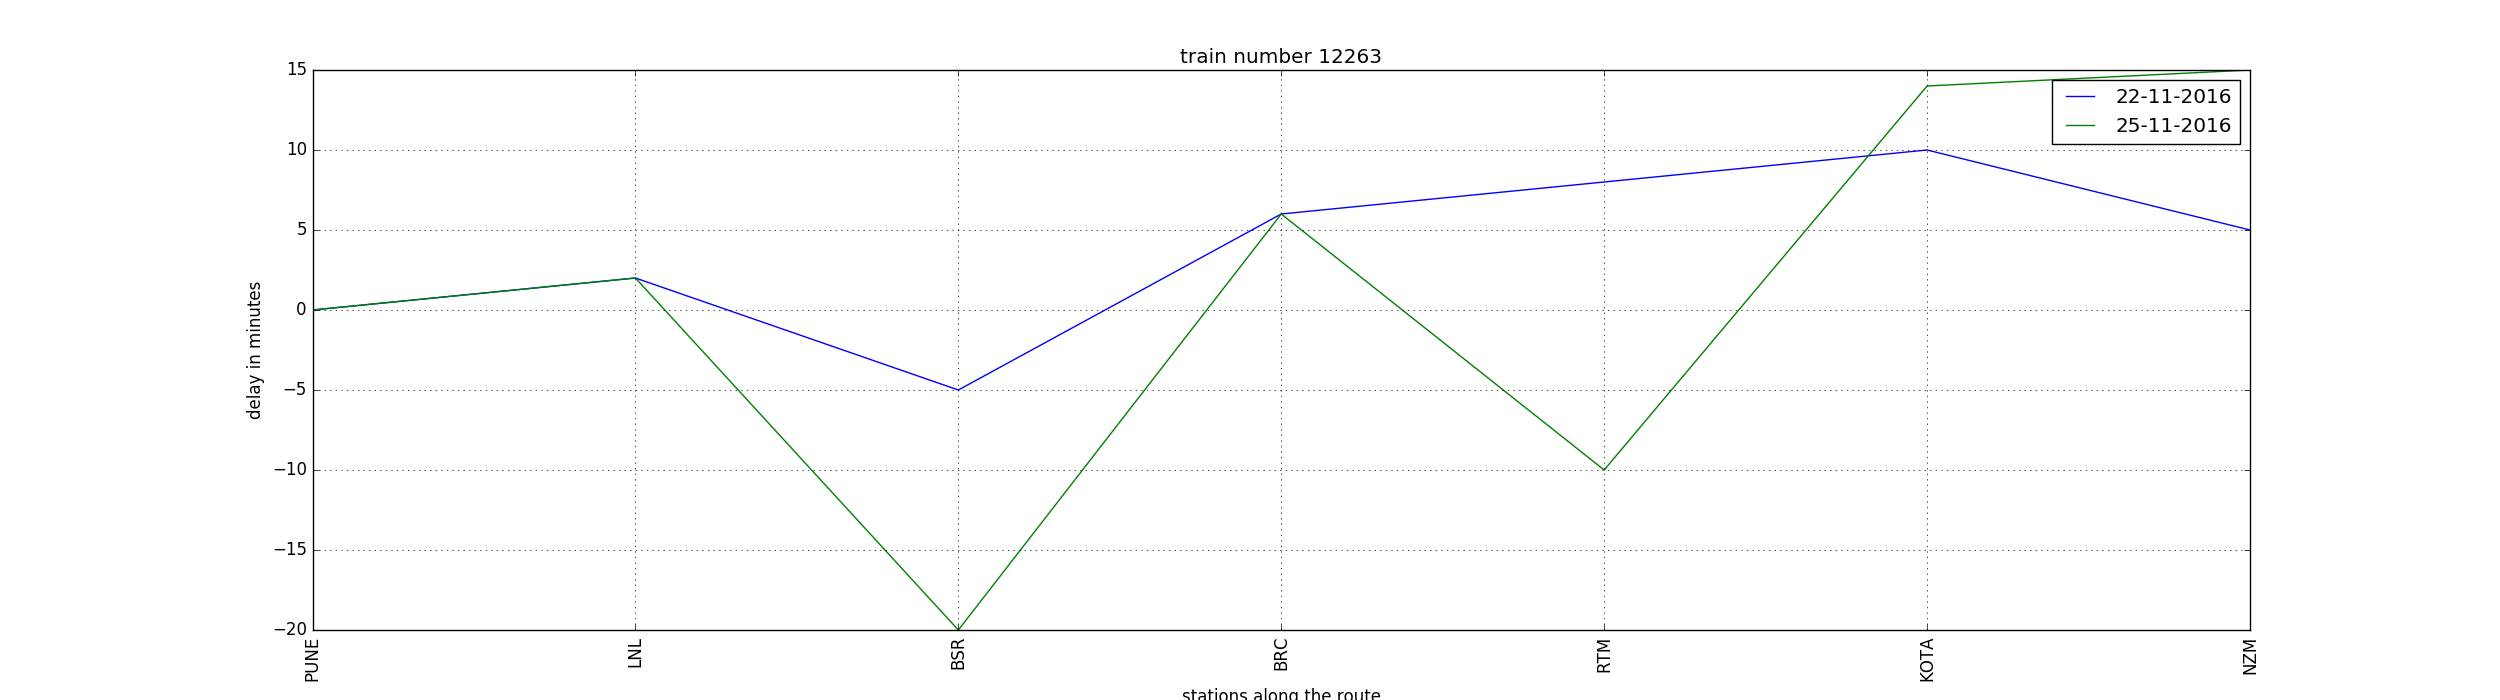 train number 12263
15
10
5
0
−5
−10
−15
−20
delay in minutes
22-11-2016
25-11-2016
PUNE
LNL
BSR
BRC
RTM
KOTA
NZM
stations along the route